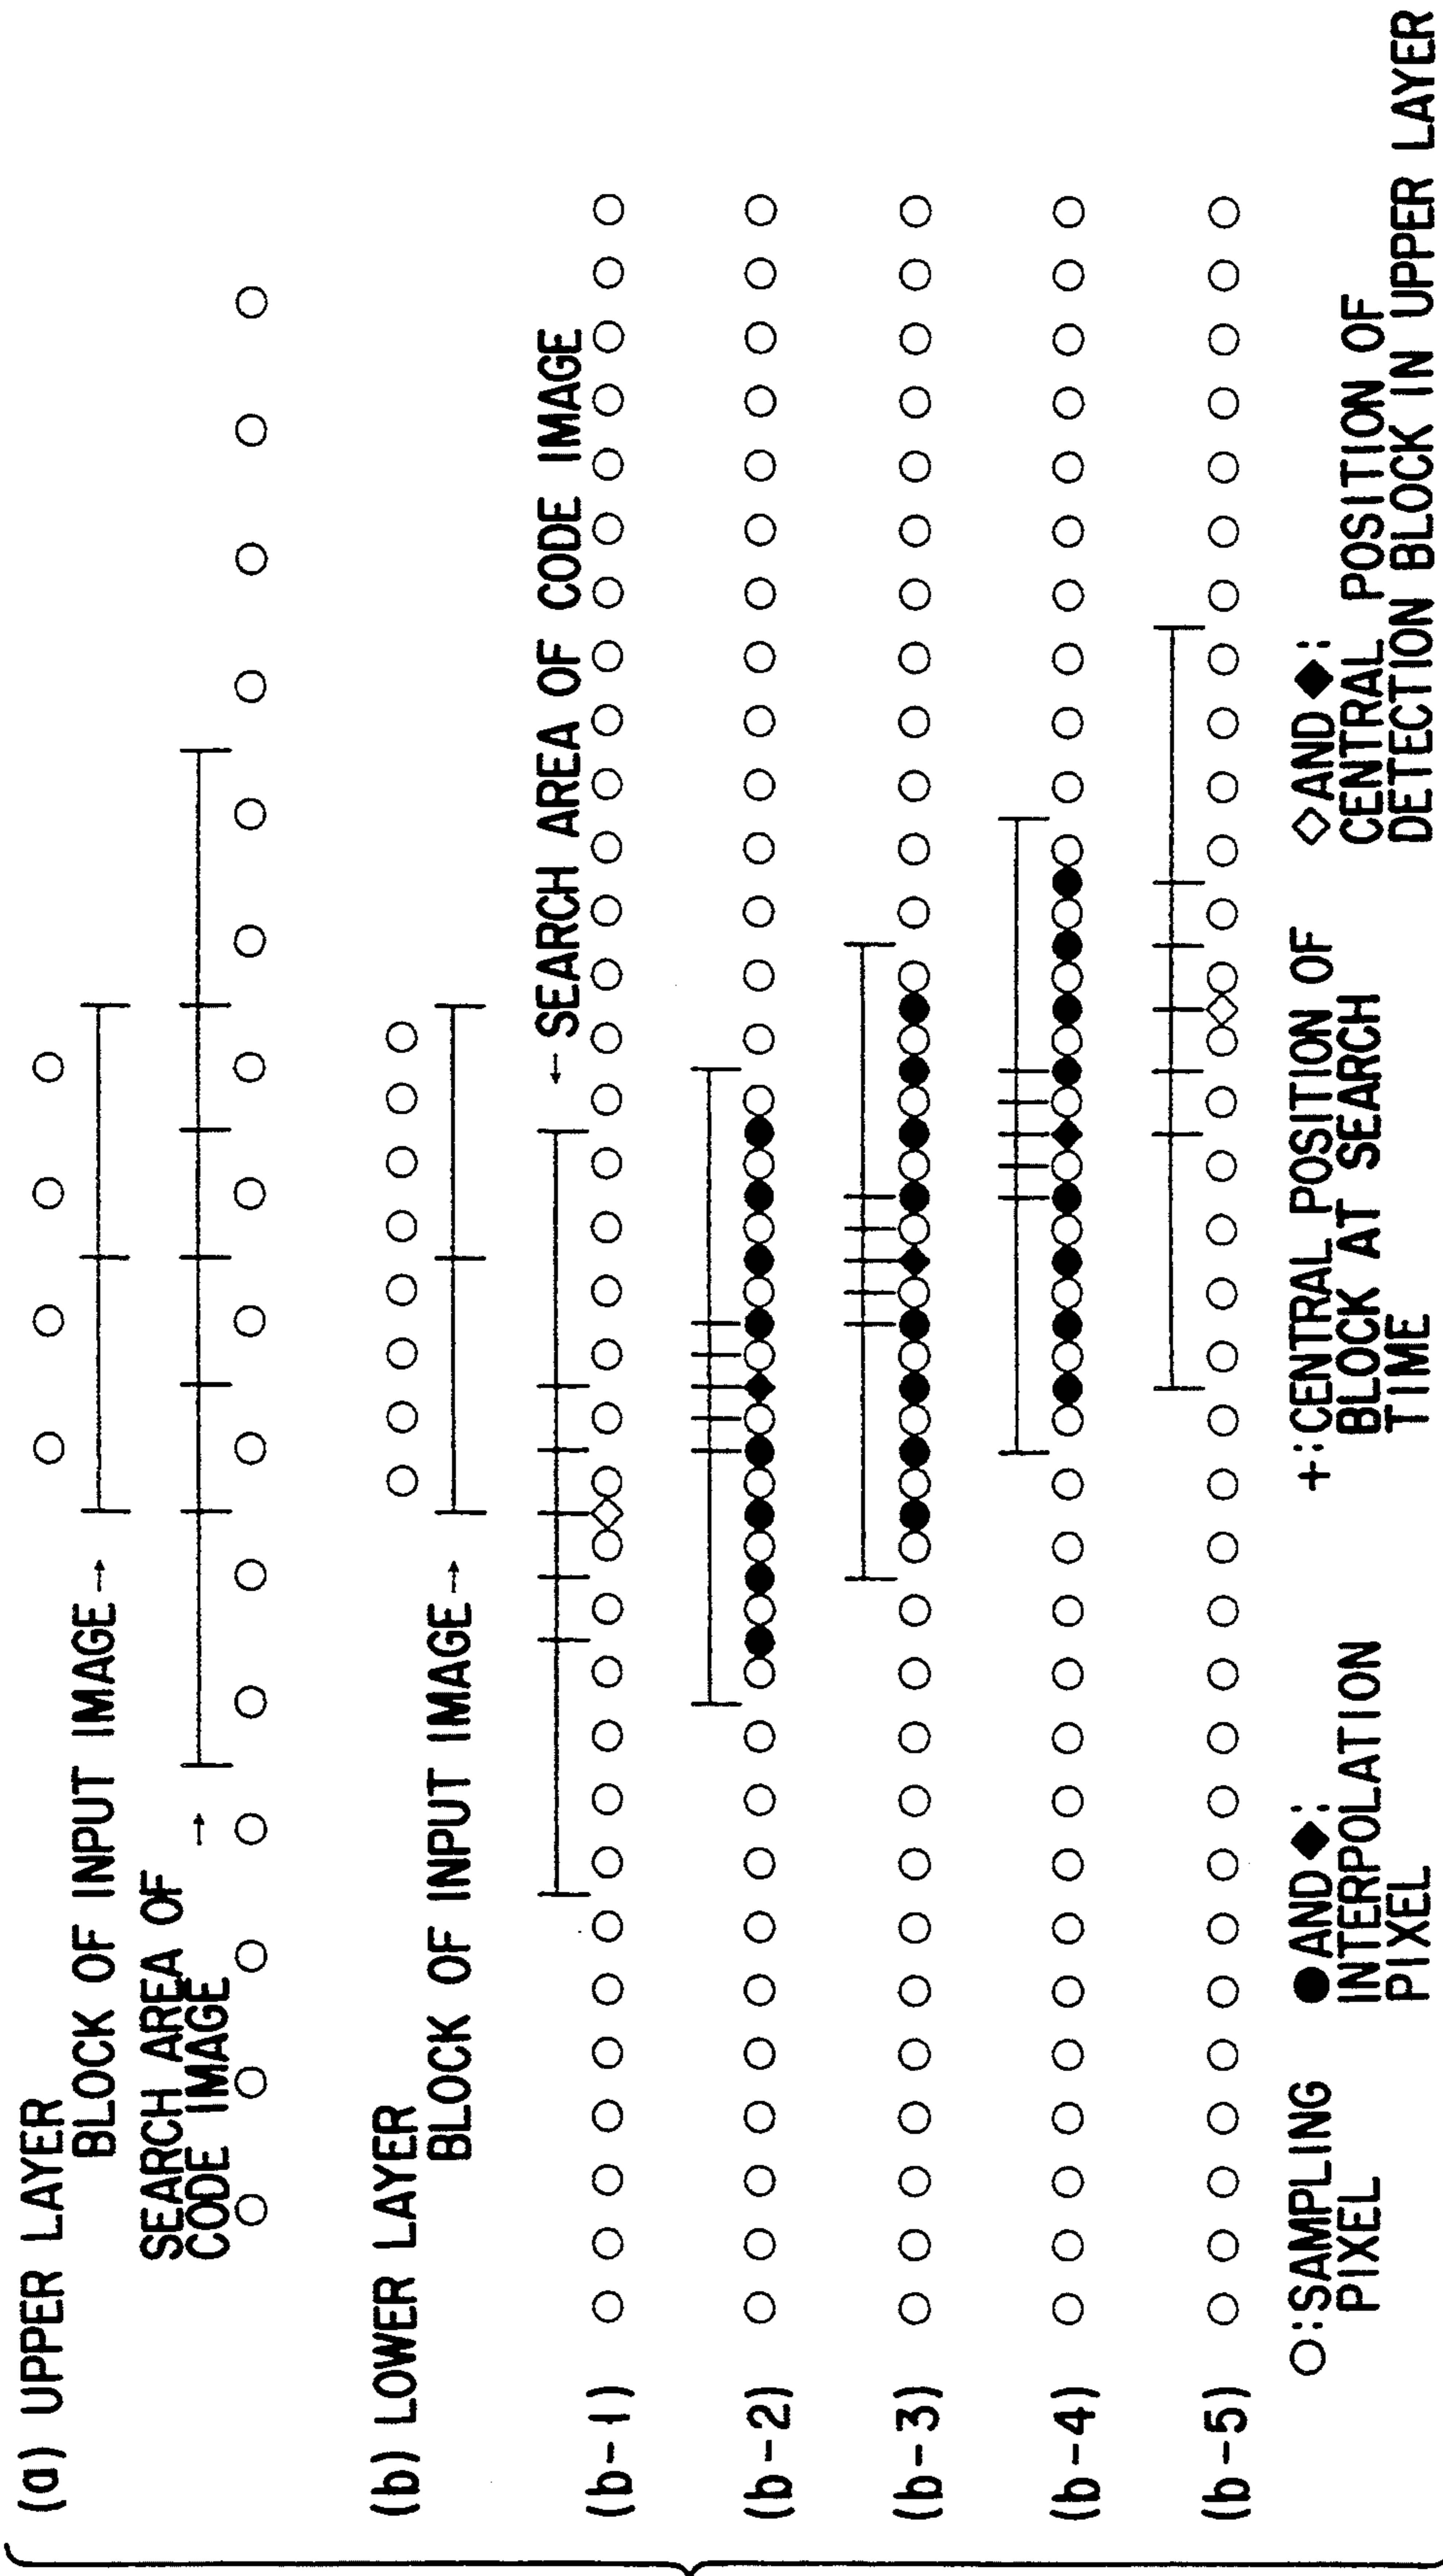 (a) UPPER LAYER
BLOCK OF INPUT IMAGE→
SEARCH AREA OF
CODE IMAGE →
(b) LOWER LAYER
BLOCK OF INPUT IMAGE→
← SEARCH AREA OF CODE IMAGE
(b-1)
(b-2)
(b-3)
(b-4)
(b-5)
○:SAMPLING
PIXEL
●AND◆:
INTERPOLATION
PIXEL
+:CENTRAL POSITION OF
BLOCK AT SEARCH
TIME
◇AND◆:
CENTRAL POSITION OF
DETECTION BLOCK IN UPPER LAYER